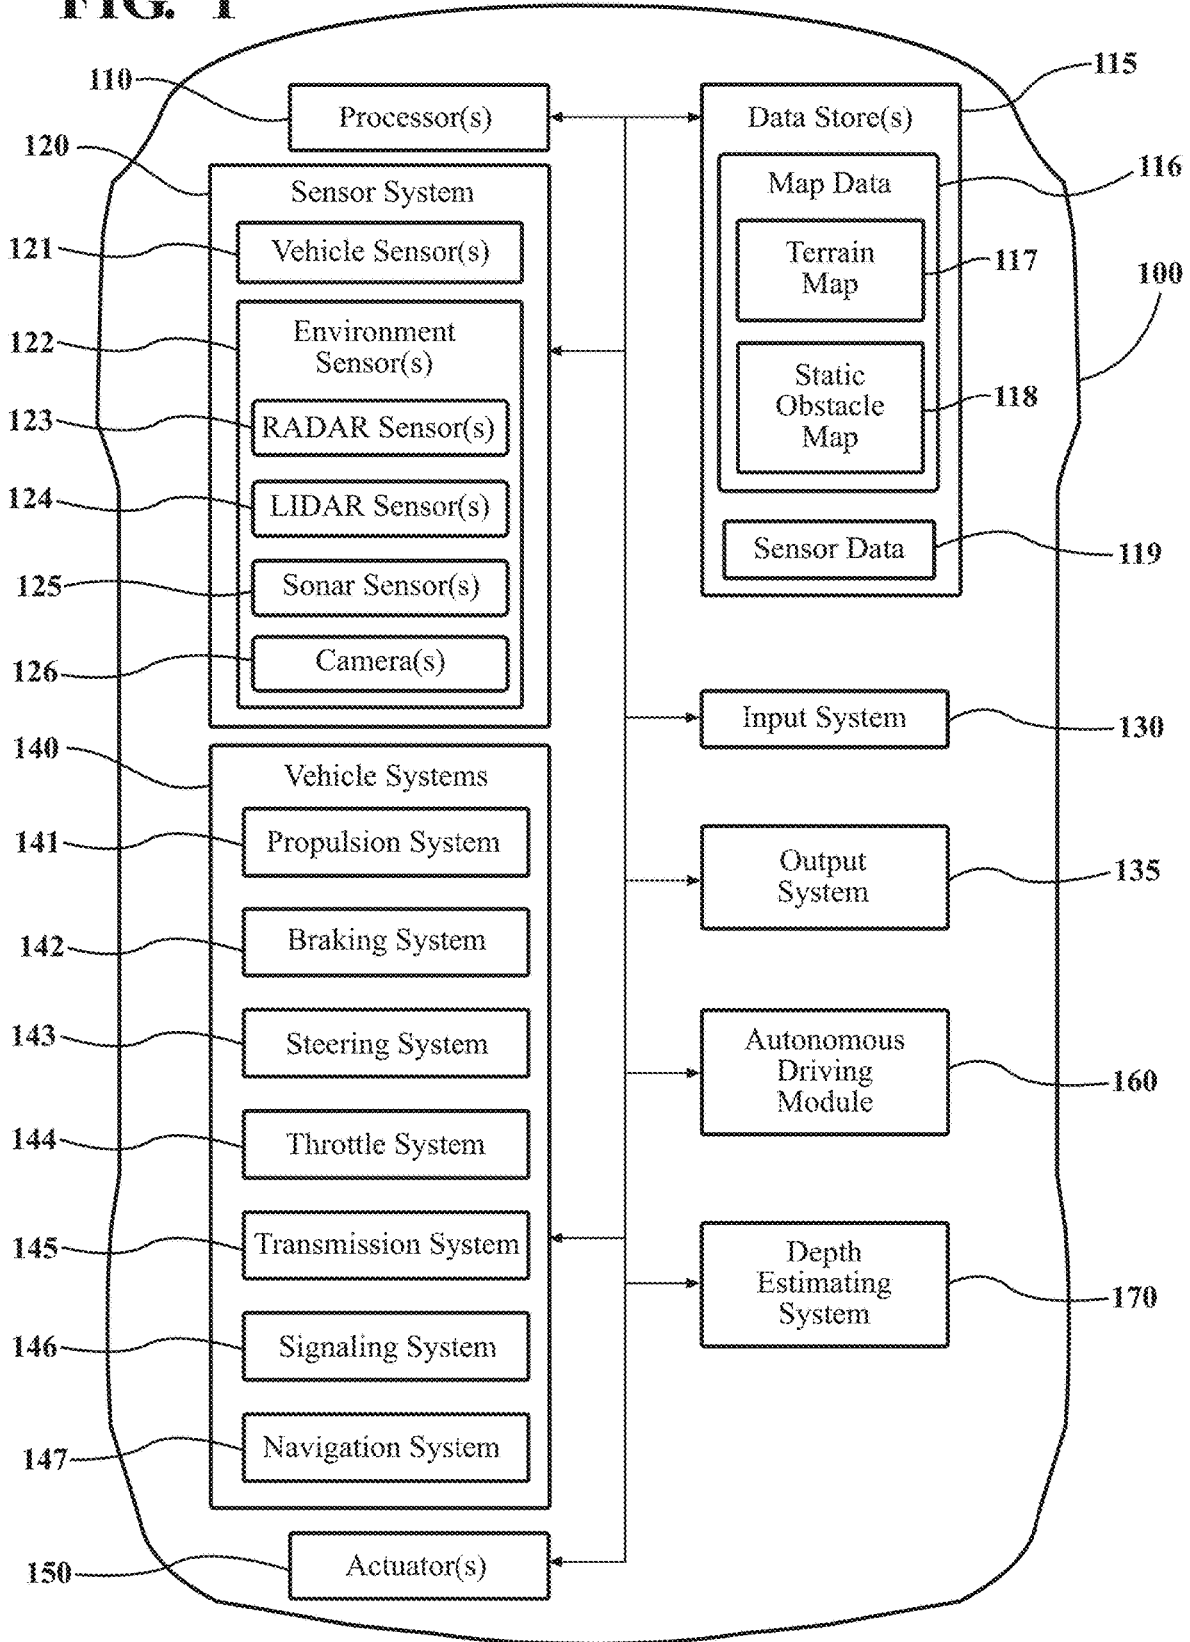 FIG. 1
110
Processor(s)
120
Sensor System
121
Vehicle Sensor(s)
122
Environment
Sensor(s)
123
RADAR Sensor(s)
124
LIDAR Sensor(s)
125
Sonar Sensor(s)
126
Camera(s)
140
Vehicle Systems
141
Propulsion System
142
Braking System
143
Steering System
144
Throttle System
145
Transmission System
146
Signaling System
147
Navigation System
150
Actuator(s)
Data Store(s)
115
Map Data
116
Terrain
Map
117
100
Static
Obstacle
Map
118
Sensor Data
119
Input System
130
Output
System
135
Autonomous
Driving
Module
160
Depth
Estimating
System
170